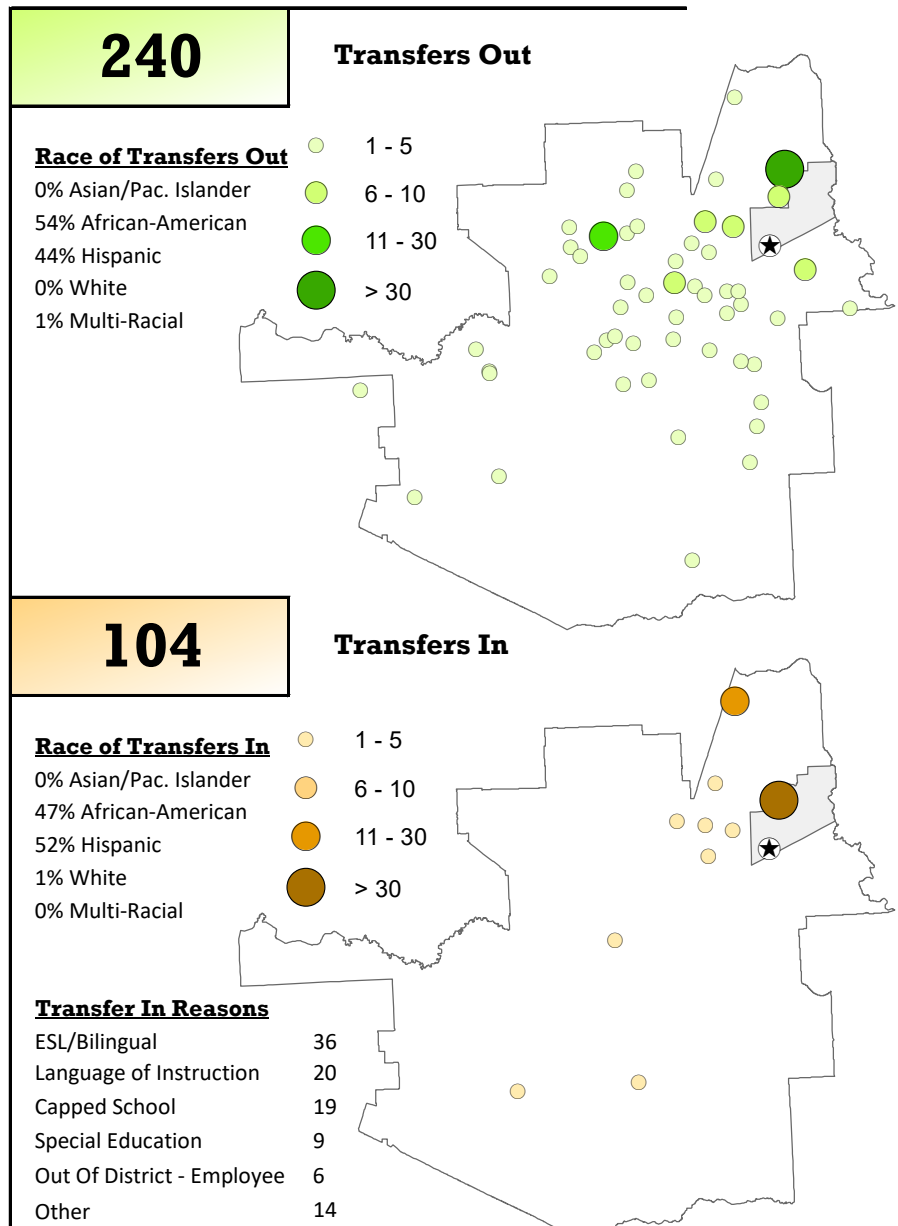 240
Transfers Out
Race of Transfers Out
0% Asian/Pac. Islander
54% African-American
44% Hispanic
0% White
1% Multi-Racial
1 - 5
6 - 10
11 - 30
> 30
104
Transfers In
Race of Transfers In
0% Asian/Pac. Islander
47% African-American
52% Hispanic
1% White
0% Multi-Racial
1 - 5
6 - 10
11 - 30
> 30
Transfer In Reasons
ESL/Bilingual 36
Language of Instruction 20
Capped School 19
Special Education 9
Out Of District - Employee 6
Other 14